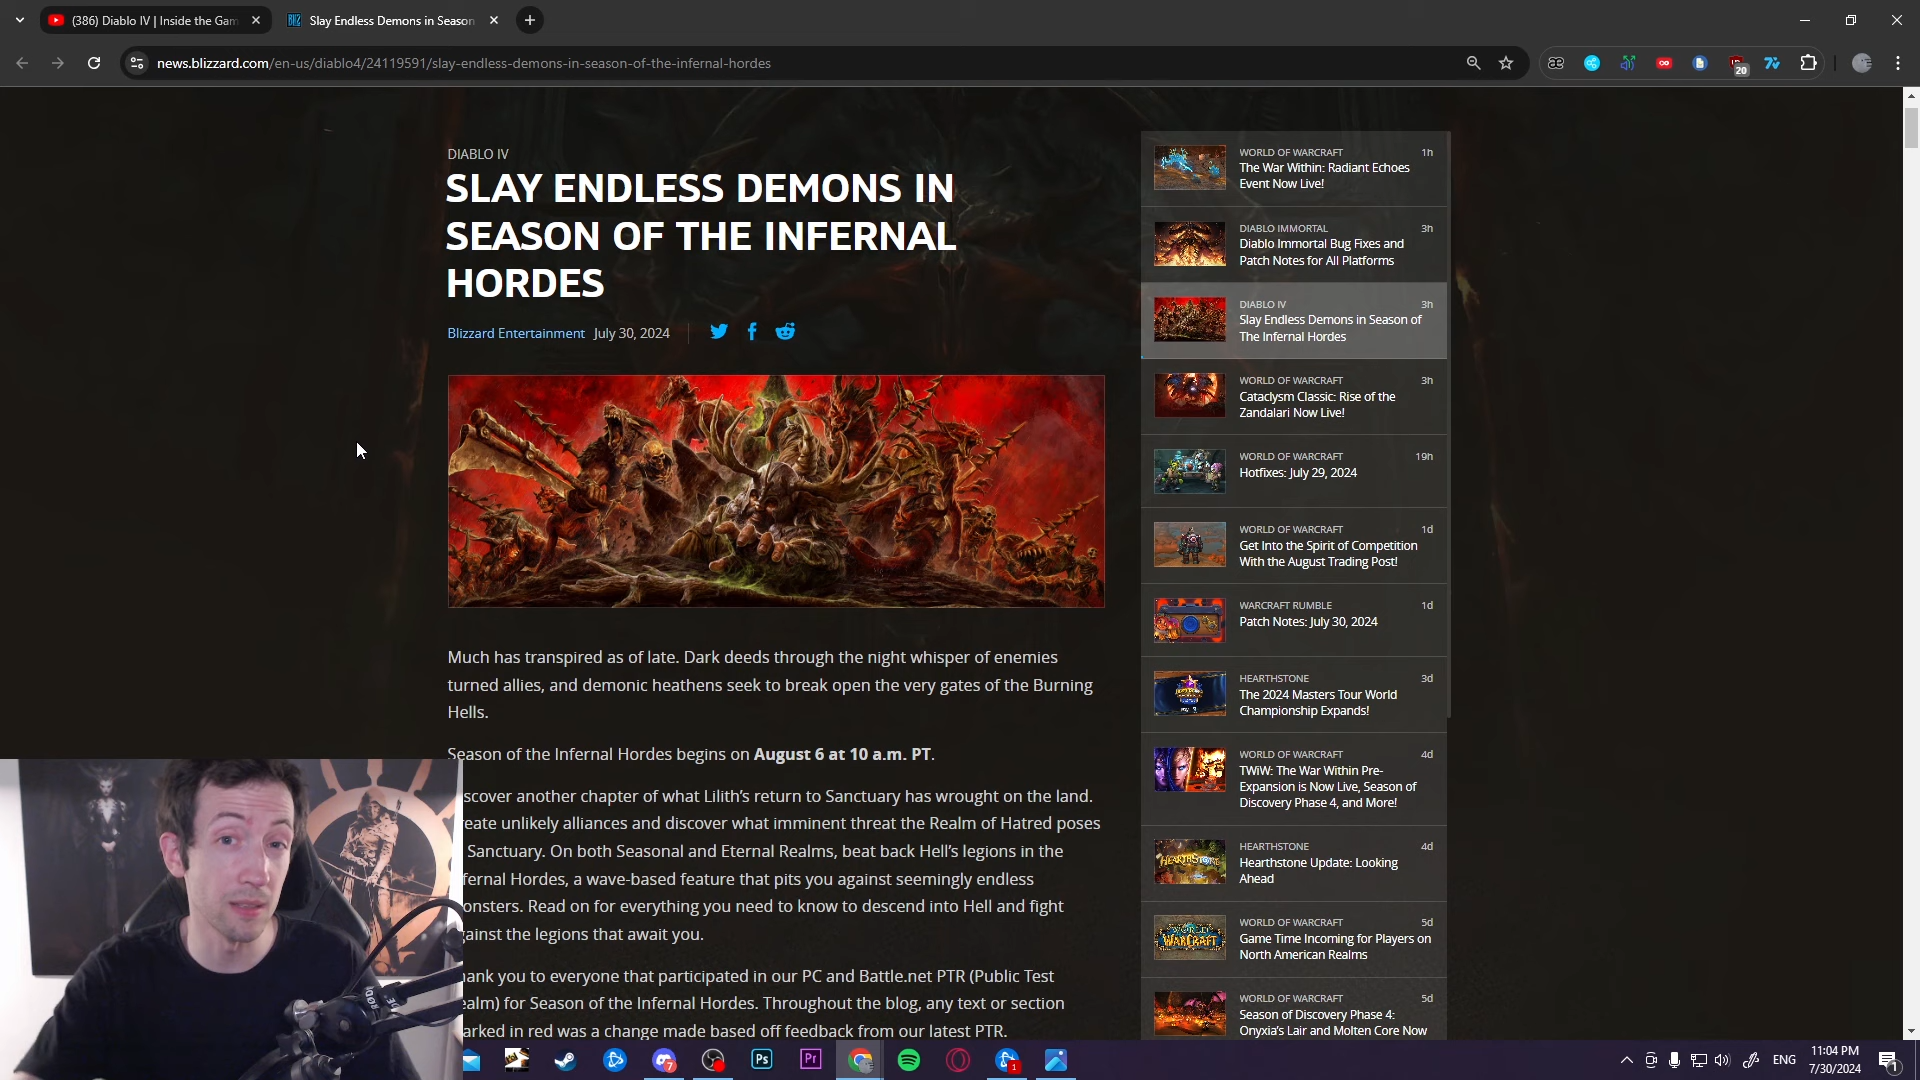 (386) Diablo IV | Inside the Gam
Slay Endless Demons in Season
news.blizzard.com/en-us/diablo4/24119591/slay-endless-demons-in-season-of-the-infernal-hordes
20
DIABLO IV
SLAY ENDLESS DEMONS IN
SEASON OF THE INFERNAL
HORDES
Blizzard Entertainment July 30, 2024
Much has transpired as of late. Dark deeds through the night whisper of enemies
turned allies, and demonic heathens seek to break open the very gates of the Burning
Hells.
Season of the Infernal Hordes begins on August 6 at 10 a.m. PT.
scover another chapter of what Lilith's return to Sanctuary has wrought on the land.
eate unlikely alliances and discover what imminent threat the Realm of Hatred poses
Sanctuary. On both Seasonal and Eternal Realms, beat back Hell's legions in the
fernal Hordes, a wave-based feature that pits you against seemingly endless
onsters. Read on for everything you need to know to descend into Hell and fight
gainst the legions that await you.
ank you to everyone that participated in our PC and Battle.net PTR (Public Test
ealm) for Season of the Infernal Hordes. Throughout the blog, any text or section
arked in red was a change made based off feedback from our latest PTR.
WORLD OF WARCRAFT 1h
The War Within: Radiant Echoes
Event Now Live!
DIABLO IMMORTAL 3h
Diablo Immortal Bug Fixes and
Patch Notes for All Platforms
DIABLO IV 3h
Slay Endless Demons in Season of
The Infernal Hordes
WORLD OF WARCRAFT 3h
Cataclysm Classic: Rise of the
Zandalari Now Live!
WORLD OF WARCRAFT 19h
Hotfixes: July 29, 2024
WORLD OF WARCRAFT 1d
Get Into the Spirit of Competition
With the August Trading Post!
WARCRAFT RUMBLE 1d
Patch Notes: July 30, 2024
HEARTHSTONE 3d
The 2024 Masters Tour World
Championship Expands!
WORLD OF WARCRAFT 4d
TWiW: The War Within Pre-
Expansion is Now Live, Season of
Discovery Phase 4, and More!
HEARTHSTONE 4d
Hearthstone Update: Looking
Ahead
WORLD OF WARCRAFT 5d
Game Time Incoming for Players on
North American Realms
WORLD OF WARCRAFT 5d
Season of Discovery Phase 4:
Onyxia's Lair and Molten Core Now
HEARTHSTONE
WORLD OF WARCRAFT
7
Ps
Pr
1
ENG
11:04 PM
7/30/2024
1